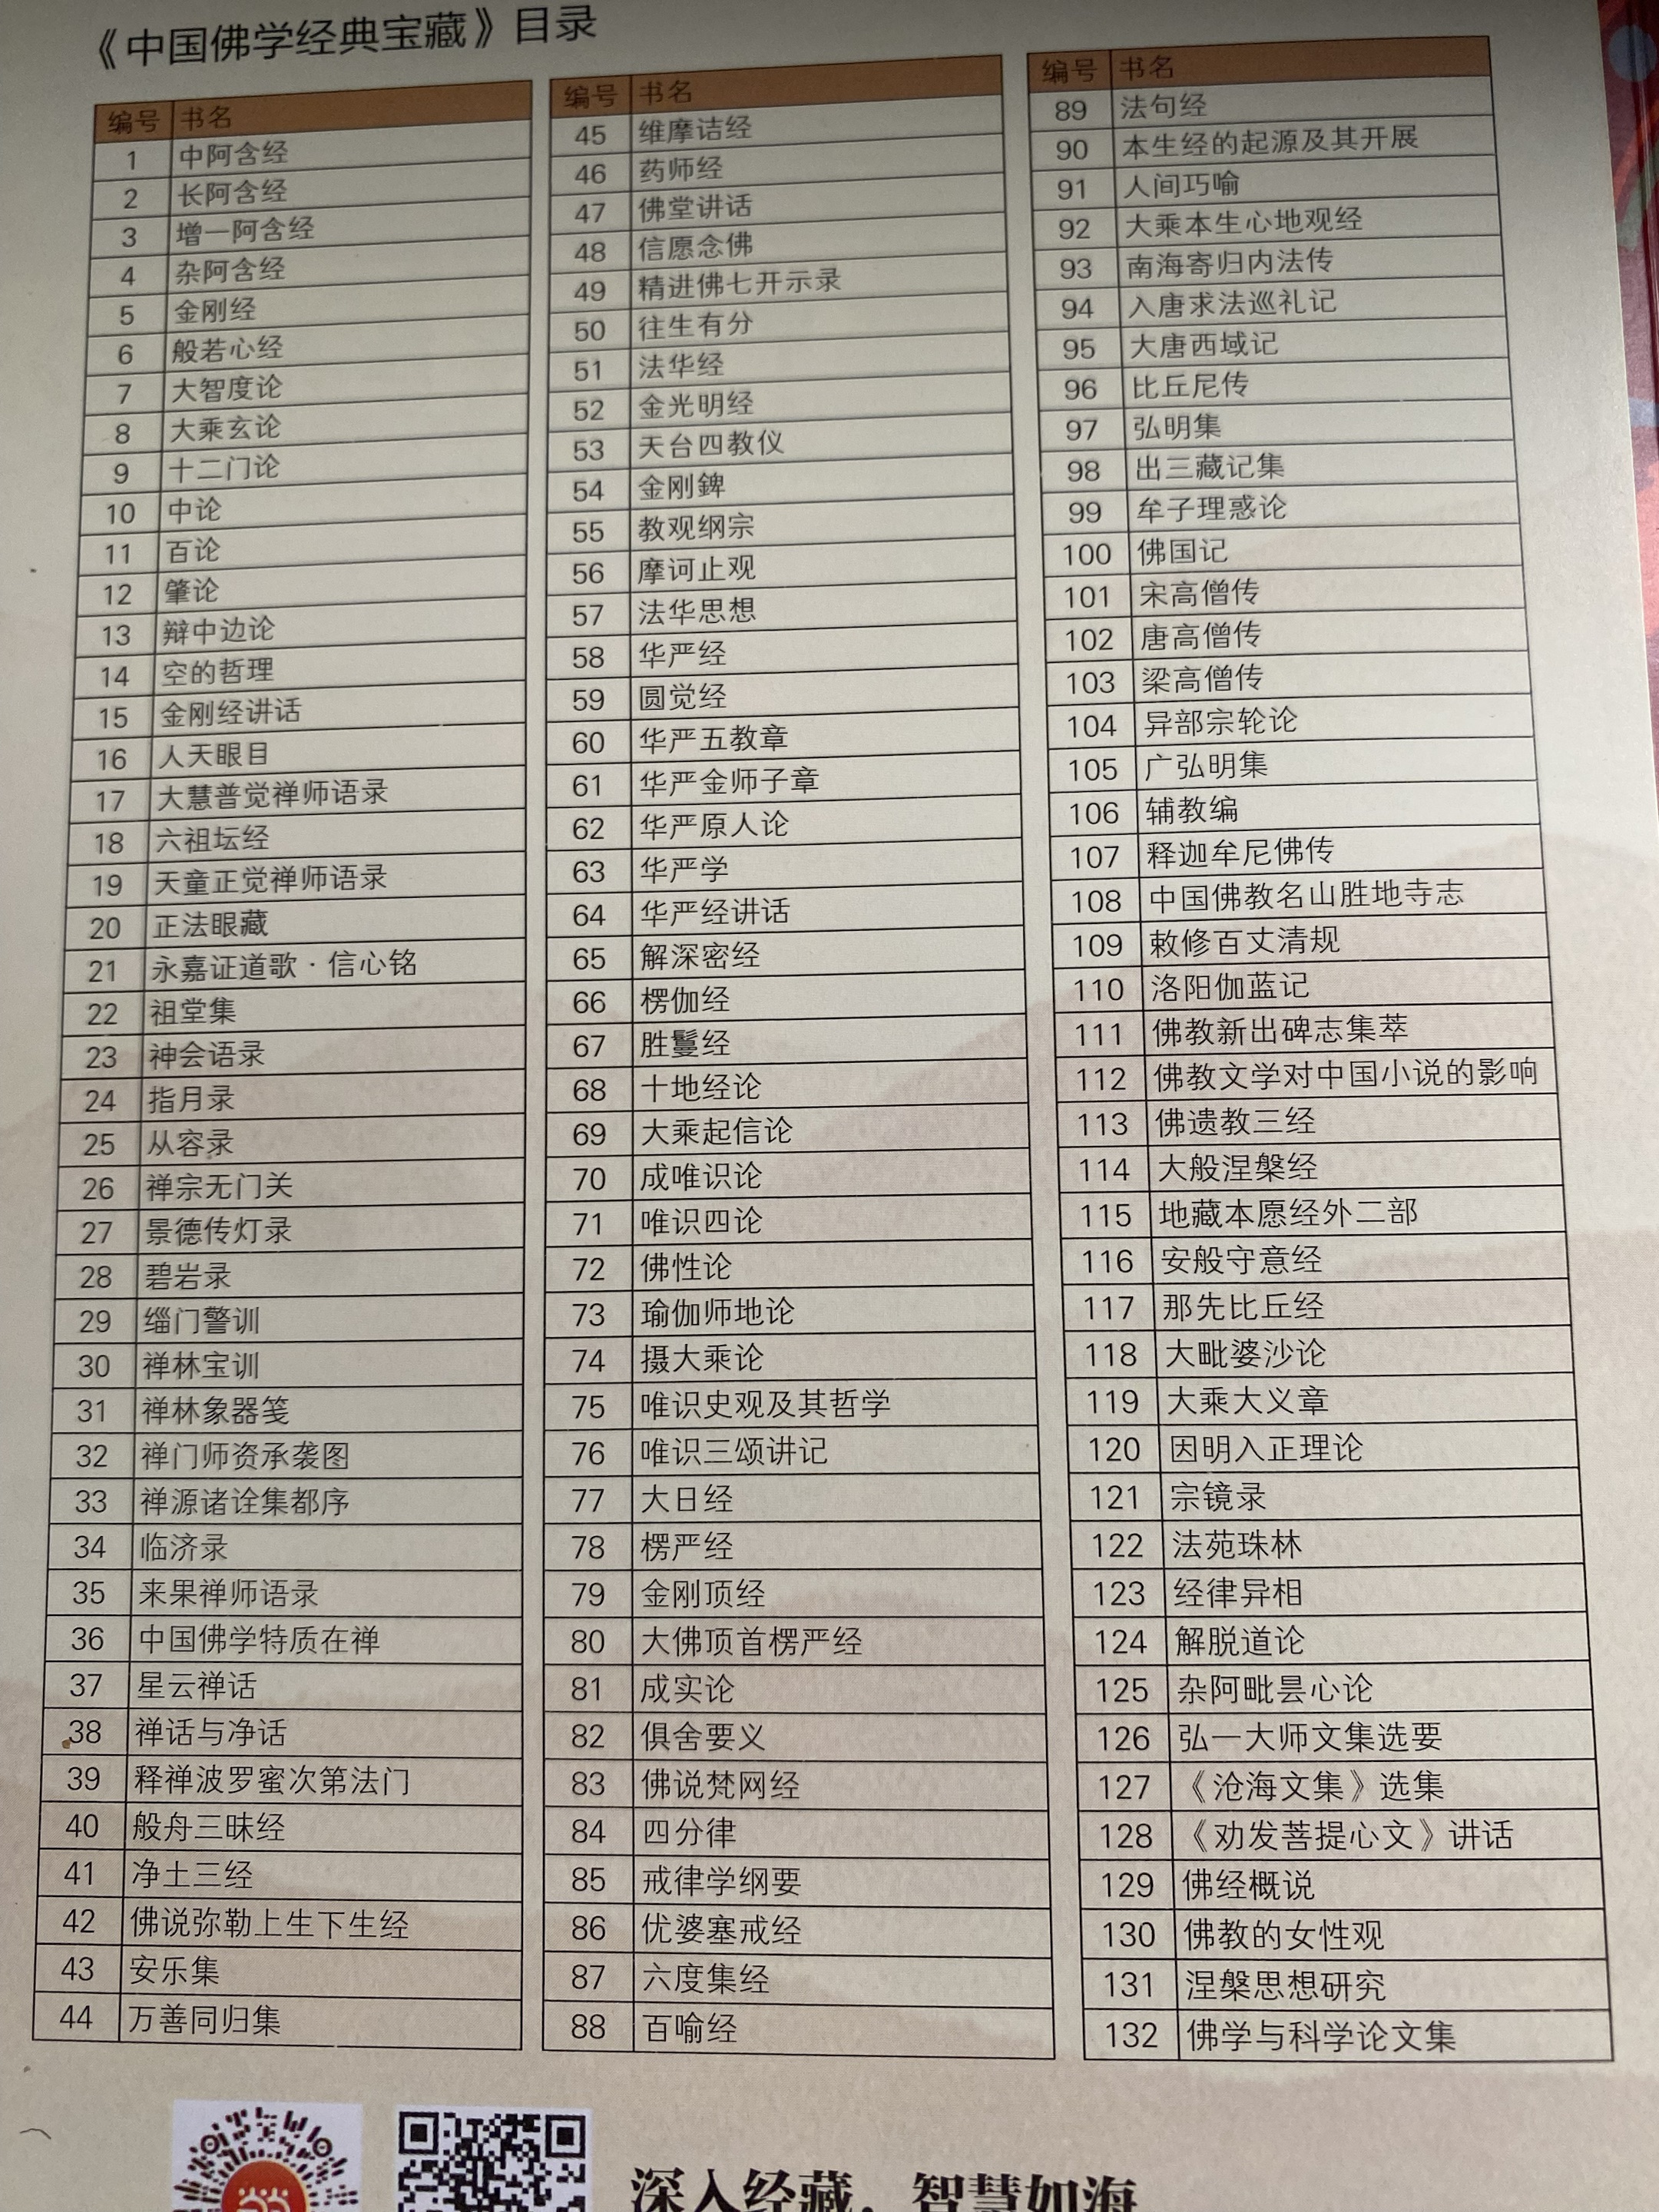 《中国佛学经典宝藏》目录
编号 书名
1 中阿含经
2 长阿含经
3 增一阿含经
4 杂阿含经
5 金刚经
6 般若心经
7 大智度论
8 大乘玄论
9 十二门论
10 中论
11 百论
12 肇论
13 辩中边论
14 空的哲理
15 金刚经讲话
16 人天眼目
17 大慧普觉禅师语录
18 六祖坛经
19 天童正觉禅师语录
20 正法眼藏
21 永嘉证道歌·信心铭
22 祖堂集
23 神会语录
24 指月录
25 从容录
26 禅宗无门关
27 景德传灯录
28 碧岩录
29 缁门警训
30 禅林宝训
31 禅林象器笺
32 禅门师资承袭图
33 禅源诸诠集都序
34 临济录
35 来果禅师语录
36 中国佛学特质在禅
37 星云禅话
38 禅话与净话
39 释禅波罗蜜次第法门
40 般舟三昧经
41 净土三经
42 佛说弥勒上生下生经
43 安乐集
44 万善同归集
编号 书名
45 维摩诘经
46 药师经
47 佛堂讲话
48 信愿念佛
49 精进佛七开示录
50 往生有分
51 法华经
52 金光明经
53 天台四教仪
54 金刚錍
55 教观纲宗
56 摩诃止观
57 法华思想
58 华严经
59 圆觉经
60 华严五教章
61 华严金师子章
62 华严原人论
63 华严学
64 华严经讲话
65 解深密经
66 楞伽经
67 胜鬘经
68 十地经论
69 大乘起信论
70 成唯识论
71 唯识四论
72 佛性论
73 瑜伽师地论
74 摄大乘论
75 唯识史观及其哲学
76 唯识三颂讲记
77 大日经
78 楞严经
79 金刚顶经
80 大佛顶首楞严经
81 成实论
82 俱舍要义
83 佛说梵网经
84 四分律
85 戒律学纲要
86 优婆塞戒经
87 六度集经
88 百喻经
编号 书名
89 法句经
90 本生经的起源及其开展
91 人间巧喻
92 大乘本生心地观经
93 南海寄归内法传
94 入唐求法巡礼记
95 大唐西域记
96 比丘尼传
97 弘明集
98 出三藏记集
99 牟子理惑论
100 佛国记
101 宋高僧传
102 唐高僧传
103 梁高僧传
104 异部宗轮论
105 广弘明集
106 辅教编
107 释迦牟尼佛传
108 中国佛教名山胜地寺志
109 敕修百丈清规
110 洛阳伽蓝记
111 佛教新出碑志集萃
112 佛教文学对中国小说的影响
113 佛遗教三经
114 大般涅槃经
115 地藏本愿经外二部
116 安般守意经
117 那先比丘经
118 大毗婆沙论
119 大乘大义章
120 因明入正理论
121 宗镜录
122 法苑珠林
123 经律异相
124 解脱道论
125 杂阿毗昙心论
126 弘一大师文集选要
127 《沧海文集》选集
128 《劝发菩提心文》讲话
129 佛经概说
130 佛教的女性观
131 涅槃思想研究
132 佛学与科学论文集
深入经藏，智慧如海